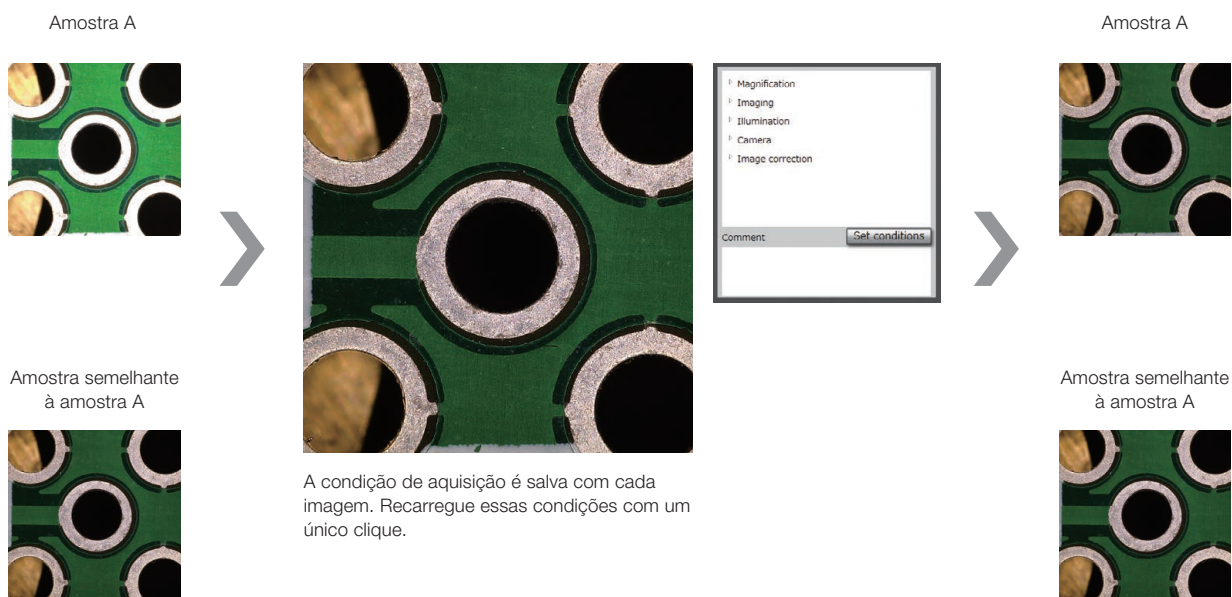 Amostra A
Amostra semelhante
à amostra A
A condição de aquisição é salva com cada
imagem. Recarregue essas condições com um
único clique.
Magnification
Imaging
Illumination
Camera
Image correction
Comment
Set conditions
Amostra A
Amostra semelhante
à amostra A